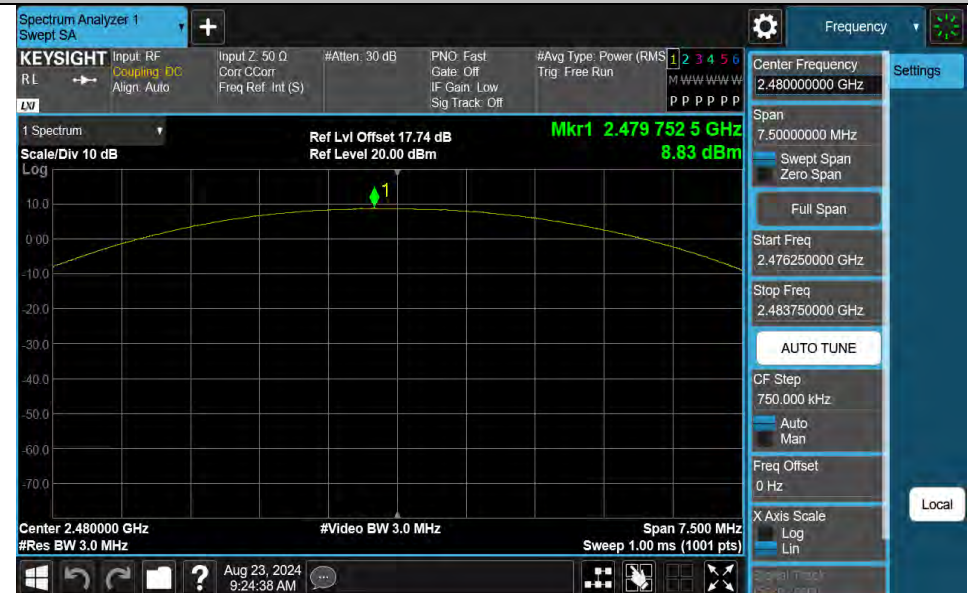 Spectrum Analyzer 1
Swept SA
+
Frequency
KEYSIGHT
RL
LXI
Input: RF
Coupling: DC
Align: Auto
Input Z: 50 Ω
Corr CCorr
Freq Ref: Int (S)
#Atten: 30 dB
PNO: Fast
Gate: Off
IF Gain: Low
Sig Track: Off
#Avg Type: Power (RMS
Trig: Free Run
1 2 3 4 5 6
M W W W W W
P P P P P P
Center Frequency
2.480000000 GHz
Settings
Span
7.50000000 MHz
Swept Span
Zero Span
Full Span
Start Freq
2.476250000 GHz
Stop Freq
2.483750000 GHz
AUTO TUNE
CF Step
750.000 kHz
Auto
Man
Freq Offset
0 Hz
X Axis Scale
Log
Lin
Local
1 Spectrum
Scale/Div 10 dB
Log
Ref Lvl Offset 17.74 dB
Ref Level 20.00 dBm
Mkr1 2.479 752 5 GHz
8.83 dBm
1
10.0
0.00
-10.0
-20.0
-30.0
-40.0
-50.0
-60.0
-70.0
Center 2.480000 GHz
#Res BW 3.0 MHz
#Video BW 3.0 MHz
Span 7.500 MHz
Sweep 1.00 ms (1001 pts)
?
Aug 23, 2024
9:24:38 AM